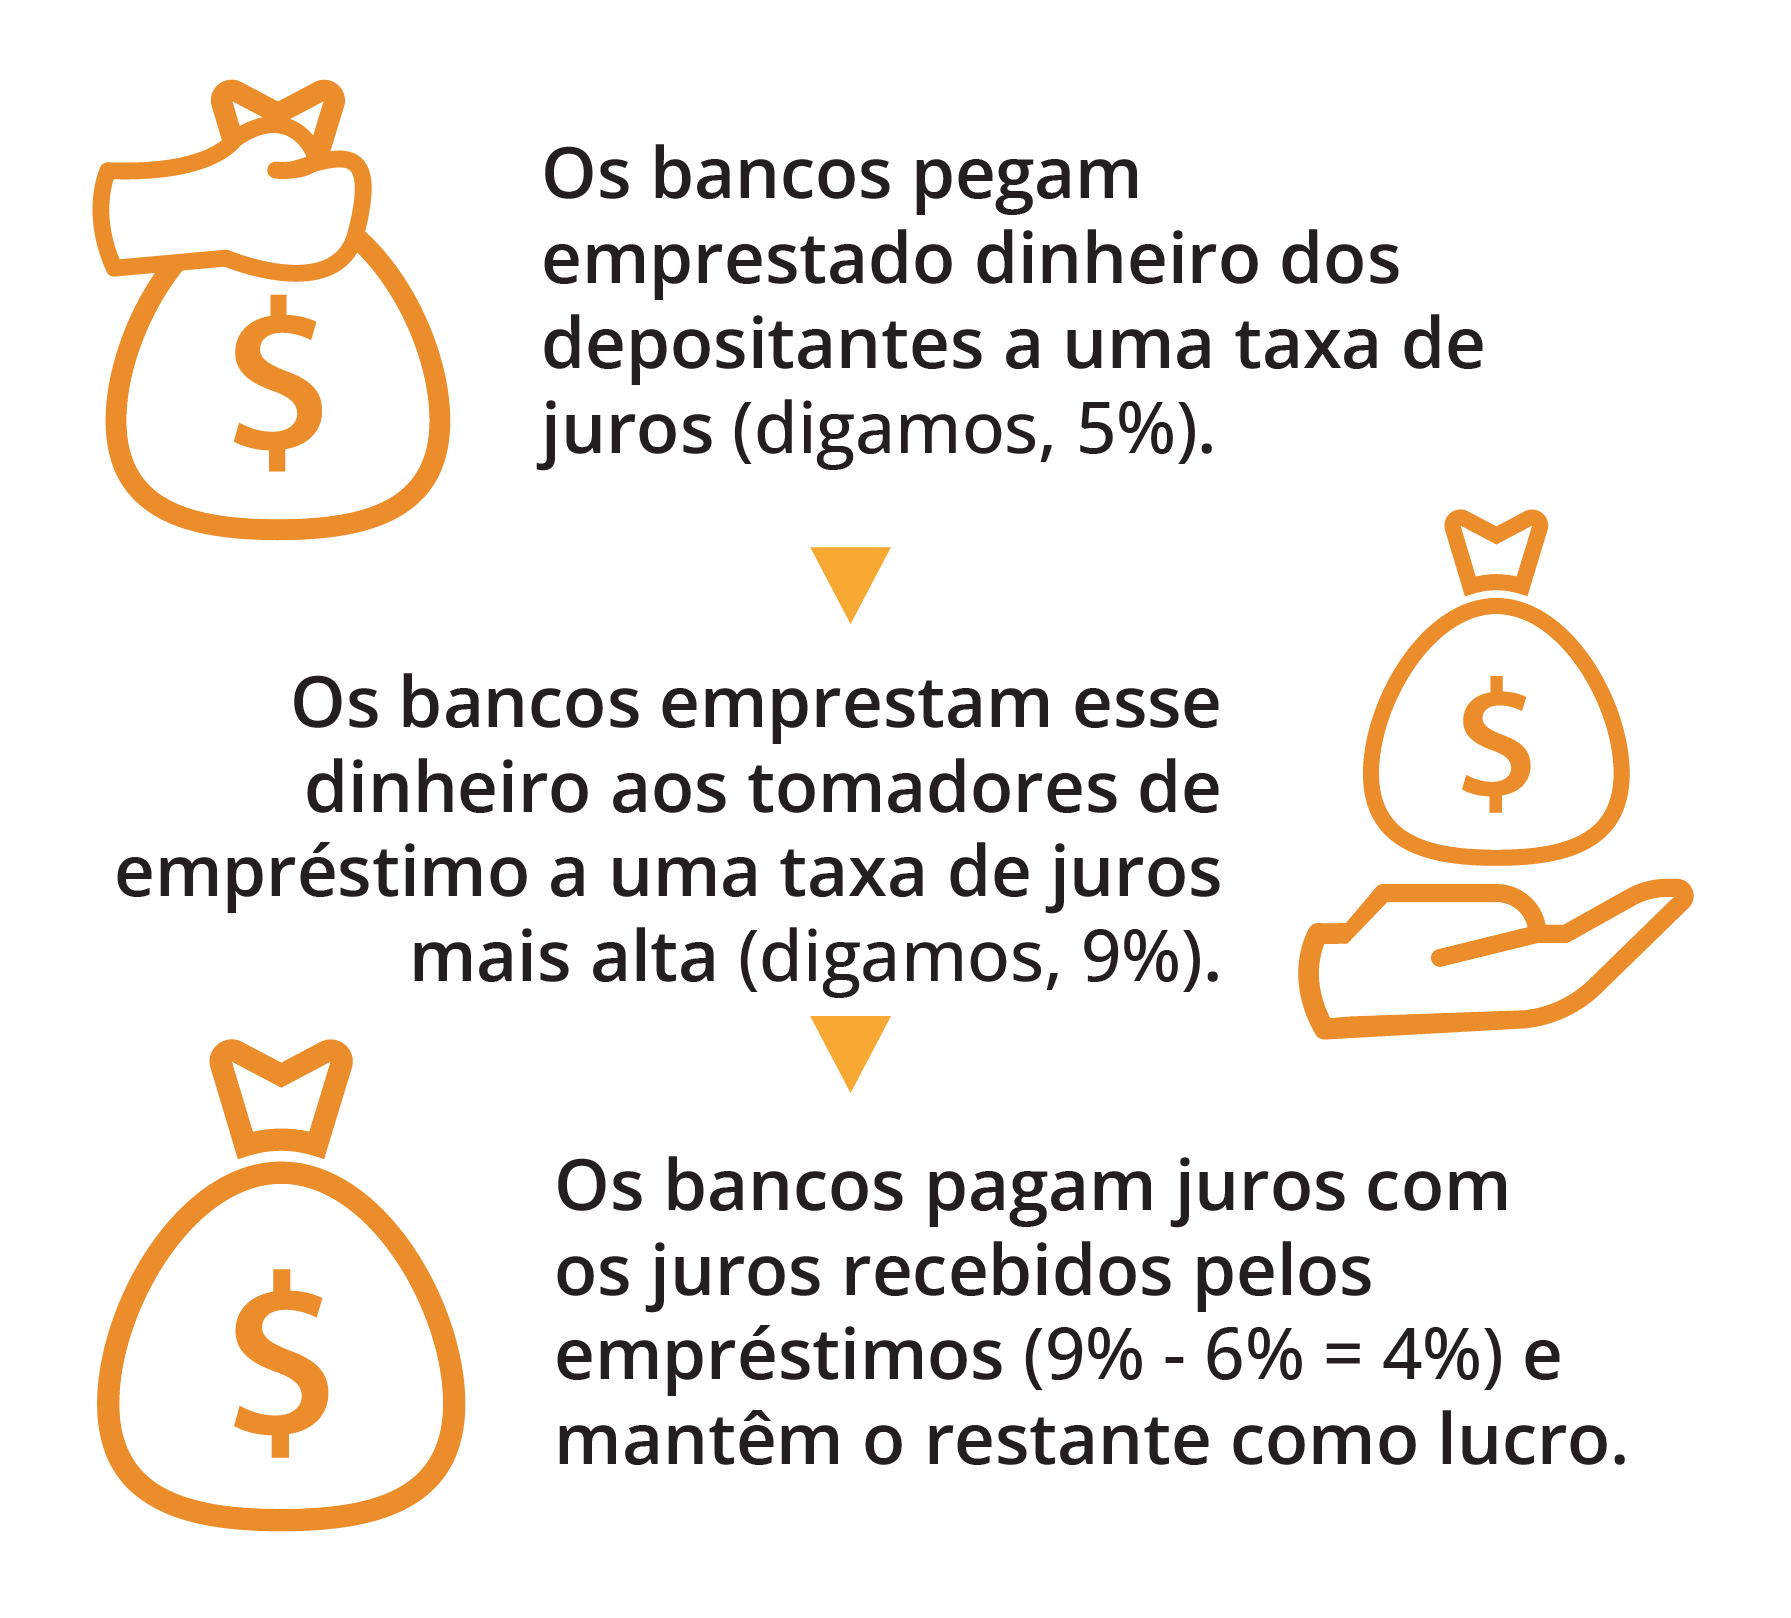 Os bancos pegam
emprestado dinheiro dos
depositantes a uma taxa de
juros (digamos, 5%).
Os bancos emprestam esse
dinheiro aos tomadores de
empréstimo a uma taxa de juros
mais alta (digamos, 9%).
Os bancos pagam juros com
os juros recebidos pelos
empréstimos (9% - 6% = 4%) e
mantêm o restante como lucro.
$
$
$